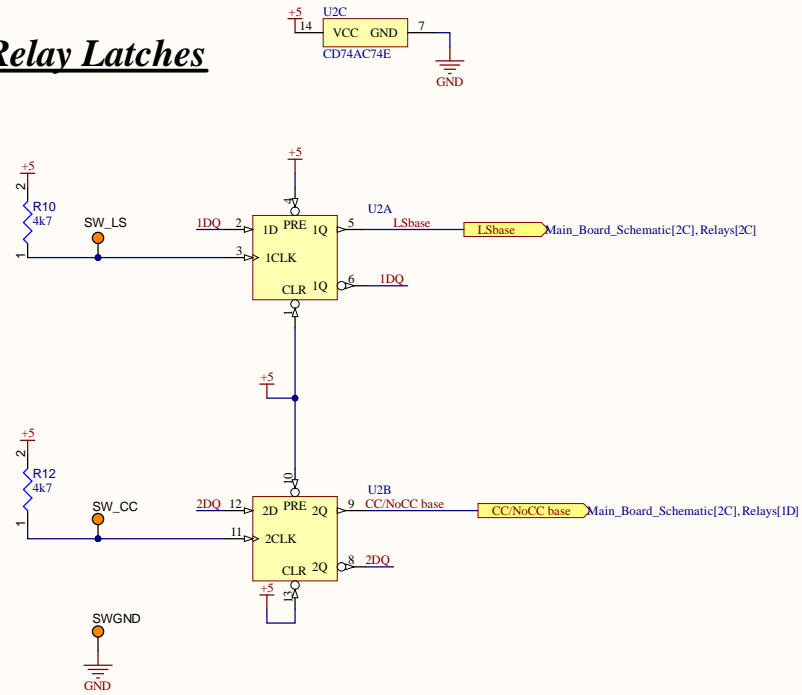 +5
U2C
14
VCC GND
7
CD74AC74E
GND
Relay Latches
+5
2
R10
4k7
1
SW_LS
+5
4
U2A
1DQ
2
1D
PRE
1Q
5
LSbase
LSbase
Main_Board_Schematic[2C], Relays[2C]
3
1CLK
CLR
1Q
6
1DQ
1
+5
+5
2
R12
4k7
1
SW_CC
10
U2B
2DQ
12
2D
PRE
2Q
9
CC/NoCC base
CC/NoCC base
Main_Board_Schematic[2C], Relays[1D]
11
2CLK
CLR
2Q
8
2DQ
+5
13
SWGND
GND